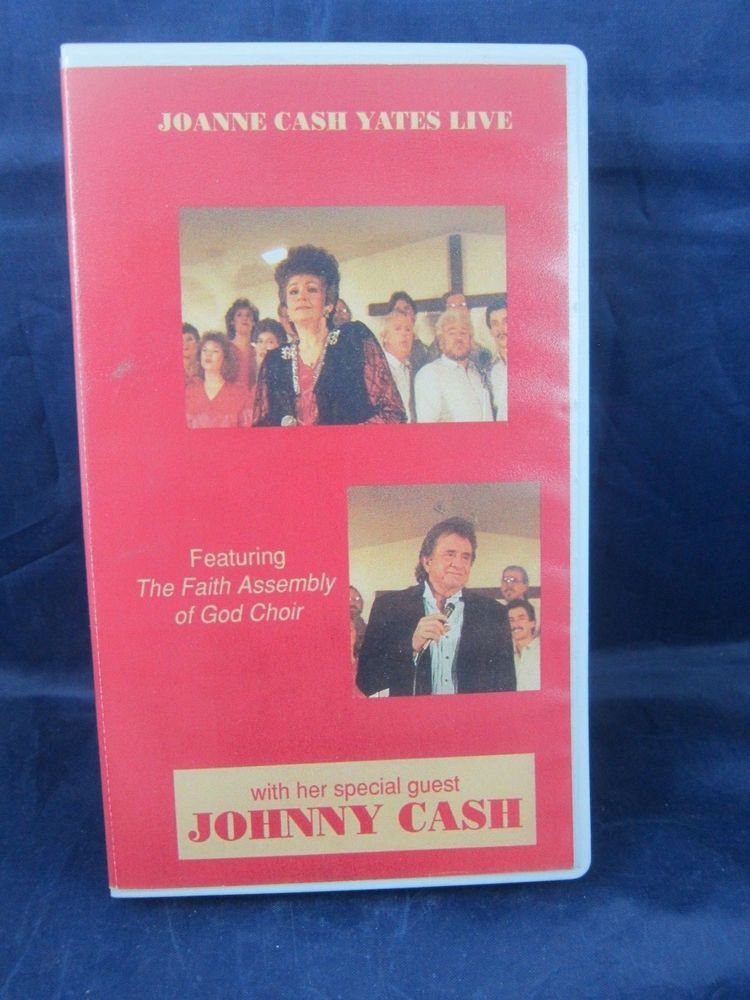 JOANNE CASH YATES LIVE
Featuring
The Faith Assembly
of God Choir
with her special guest
JOHNNY CASH